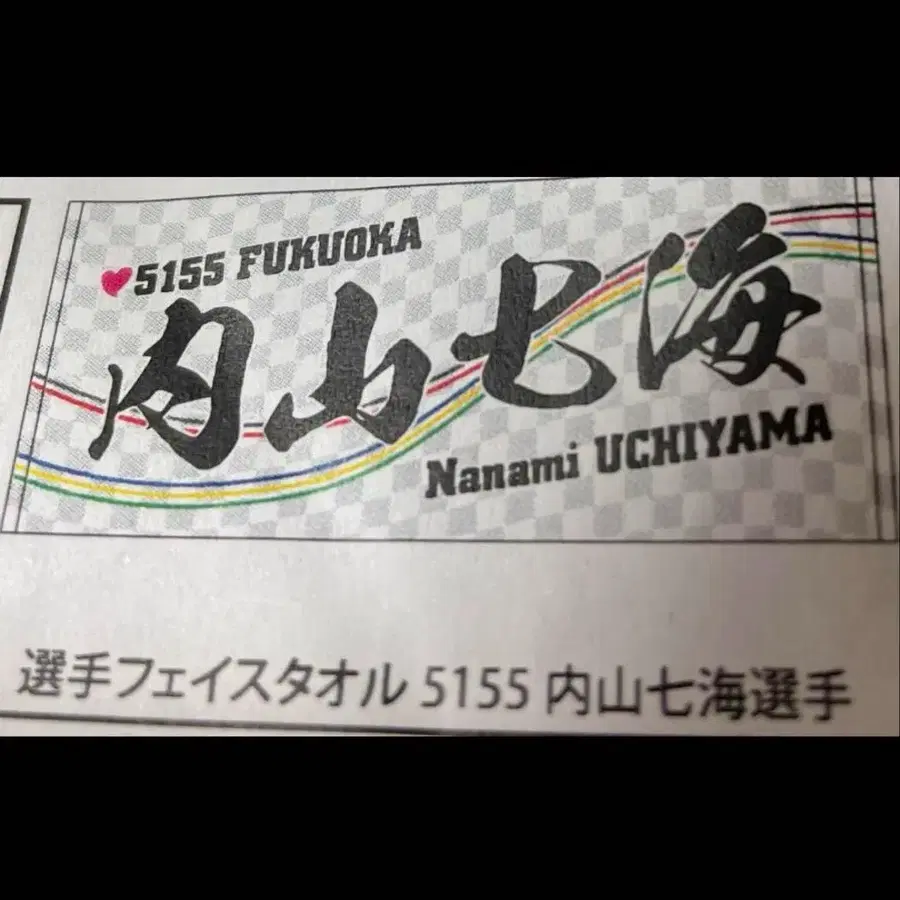 5155 FUKUOKA
内山七海
Nanami UCHIYAMA
選手フェイスタオル 5155 内山七海選手